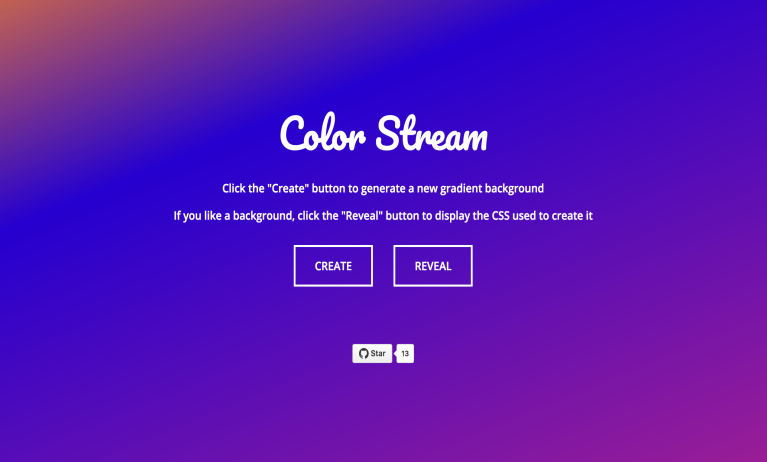 Color Stream
Click the "Create" button to generate a new gradient background
If you like a background, click the "Reveal" button to display the CSS used to create it
CREATE REVEAL
Star 13